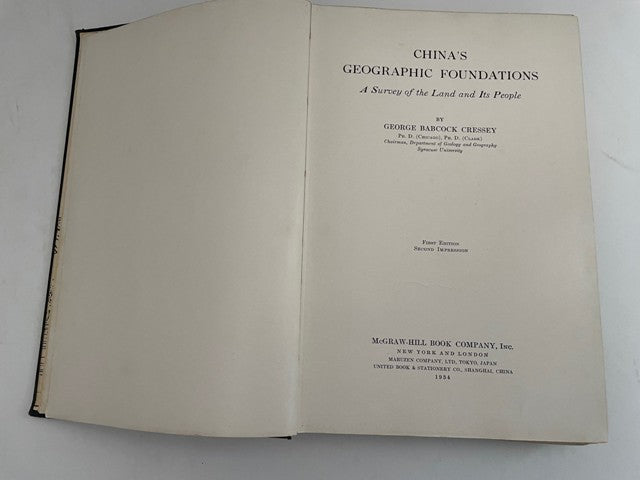 CHINA'S
GEOGRAPHIC FOUNDATIONS
A Survey of the Land and Its People
BY
GEORGE BABCOCK CRESSEY
PH. D. (CHICAGO), PH. D. (CLARK)
Chairman, Department of Geology and Geography
Syracuse University
FIRST EDITION
SECOND IMPRESSION
McGRAW-HILL BOOK COMPANY, INC.
NEW YORK AND LONDON
MARUZEN COMPANY, LTD, TOKYO, JAPAN
UNITED BOOK & STATIONERY CO., SHANGHAI, CHINA
1934